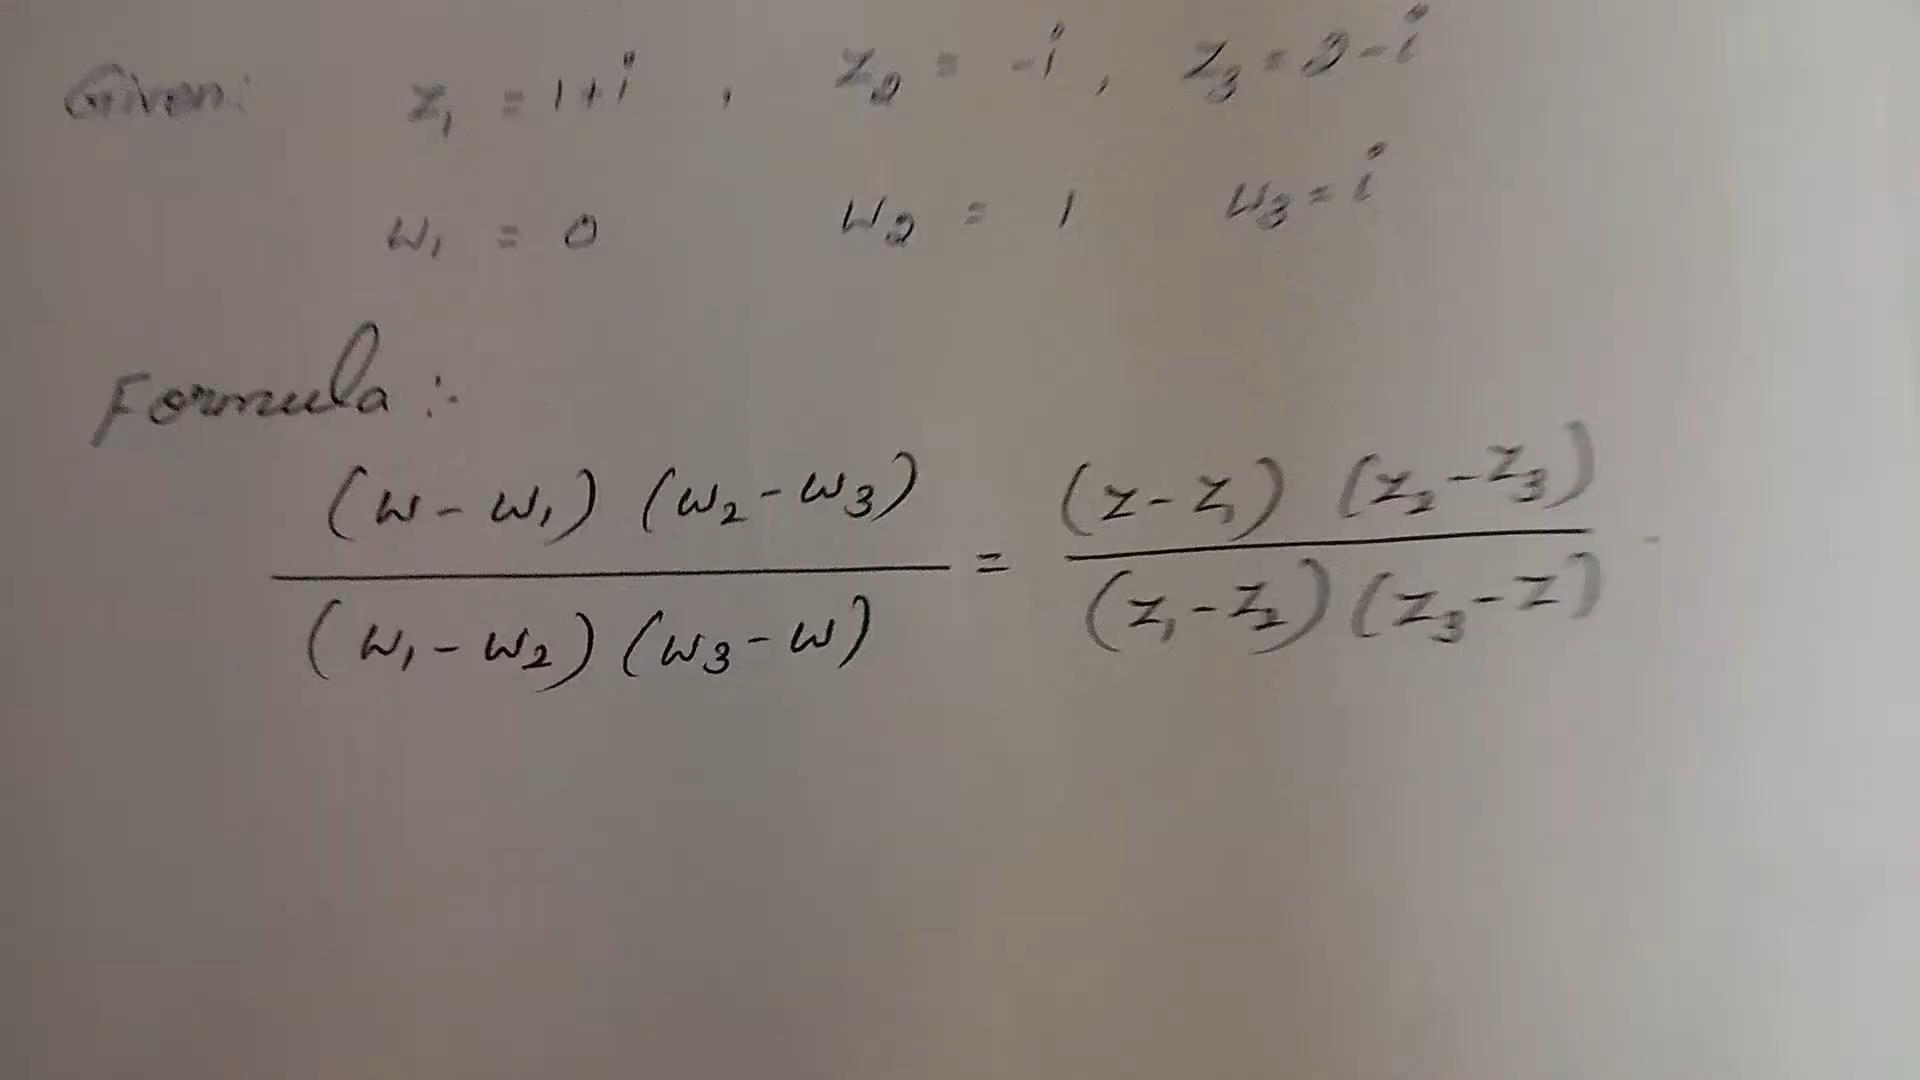 Given: z₁ = 1+i , z₂ = -i , z₃ = 2-i
w₁ = 0 w₂ = 1 w₃ = i
Formula :-
(w - w₁) (w₂ - w₃) / (w₁ - w₂) (w₃ - w) = (z - z₁) (z₂ - z₃) / (z₁ - z₂) (z₃ - z)